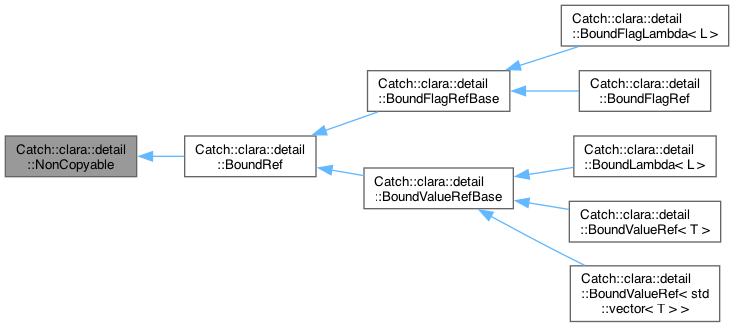 Catch::clara::detail
::NonCopyable
Catch::clara::detail
::BoundRef
Catch::clara::detail
::BoundFlagRefBase
Catch::clara::detail
::BoundValueRefBase
Catch::clara::detail
::BoundFlagLambda< L >
Catch::clara::detail
::BoundFlagRef
Catch::clara::detail
::BoundLambda< L >
Catch::clara::detail
::BoundValueRef< T >
Catch::clara::detail
::BoundValueRef< std
::vector< T > >